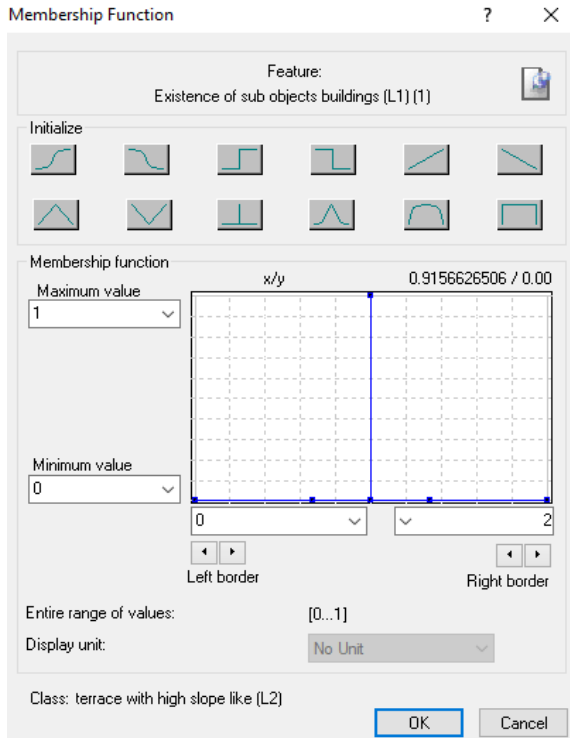 Membership Function ? ×
Feature:
Existence of sub objects buildings (L1) (1)
Initialize
Membership function
x/y 0.9156626506 / 0.00
Maximum value
1
Minimum value
0
0 2
Left border
Right border
Entire range of values: [0...1]
Display unit: No Unit
Class: terrace with high slope like (L2)
OK Cancel